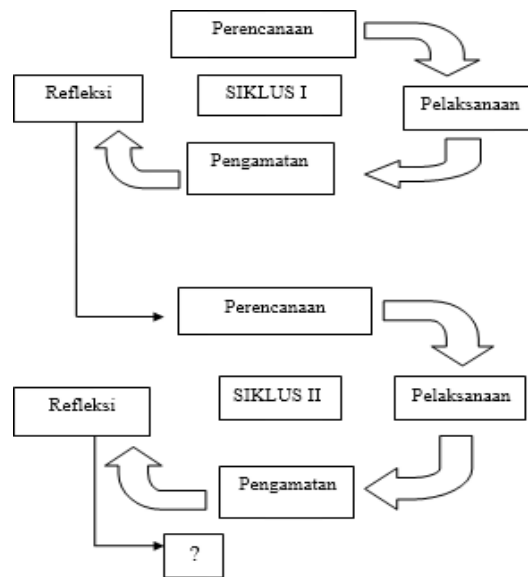 Perencanaan
Refleksi
SIKLUS I
Pelaksanaan
Pengamatan
Perencanaan
Refleksi
SIKLUS II
Pelaksanaan
Pengamatan
?